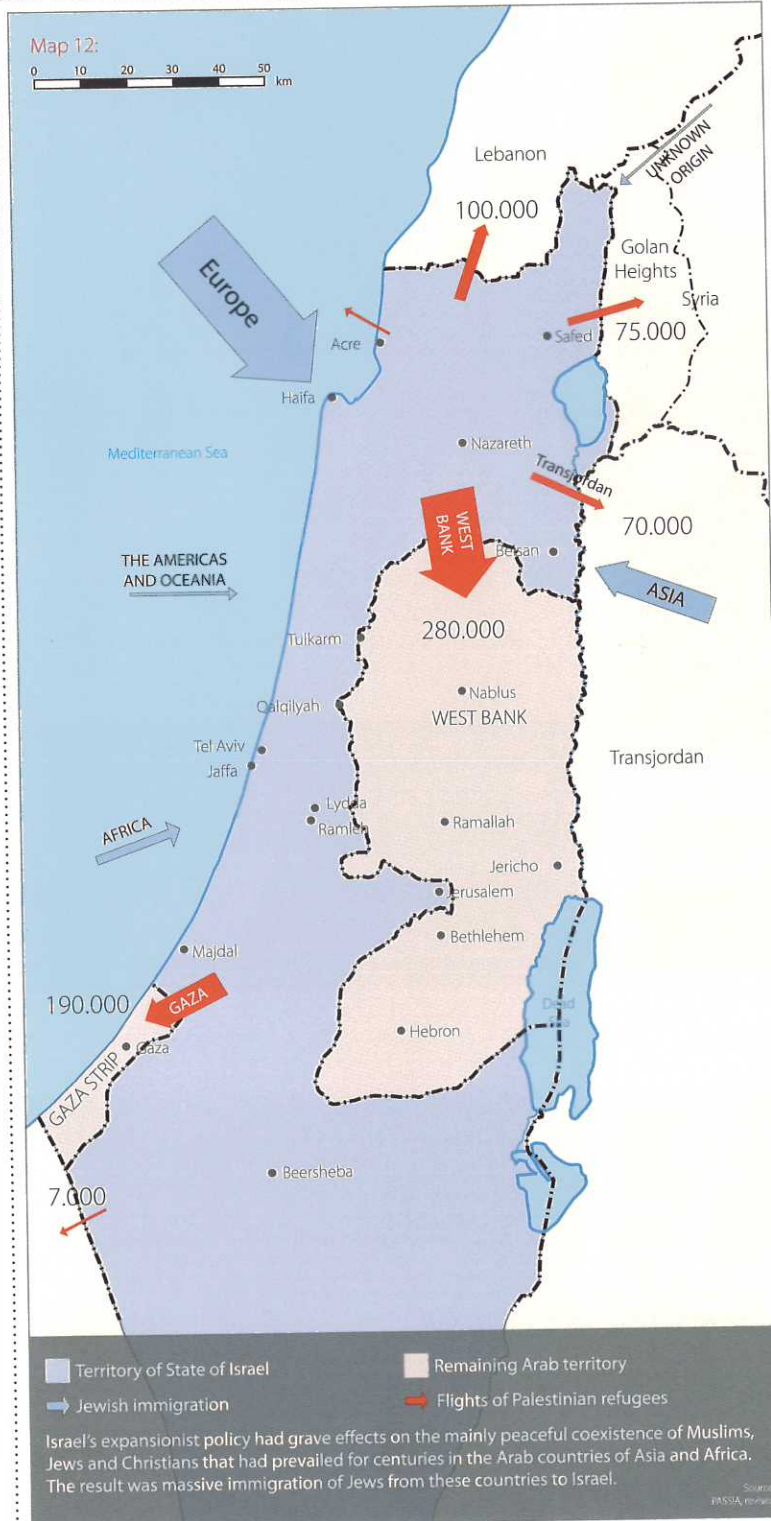 Map 12:
0 10 20 30 40 50
km
Lebanon
UNKNOWN
ORIGIN
100.000
Golan
Heights
Syria
75.000
Europe
Acre
Safed
Haifa
Mediterranean Sea
Nazareth
Transjordan
70.000
WEST
BANK
Beisan
THE AMERICAS
AND OCEANIA
ASIA
Tulkarm
280.000
Nablus
Qalqilyah
WEST BANK
Tel Aviv
Jaffa
Transjordan
Lydda
Ramleh
Ramallah
AFRICA
Jericho
Jerusalem
Bethlehem
Majdal
190.000
GAZA
Dead
Sea
Hebron
Gaza
GAZA STRIP
Beersheba
7.000
Territory of State of Israel
Remaining Arab territory
Jewish immigration
Flights of Palestinian refugees
Israel's expansionist policy had grave effects on the mainly peaceful coexistence of Muslims,
Jews and Christians that had prevailed for centuries in the Arab countries of Asia and Africa.
The result was massive immigration of Jews from these countries to Israel.
PASSIA,